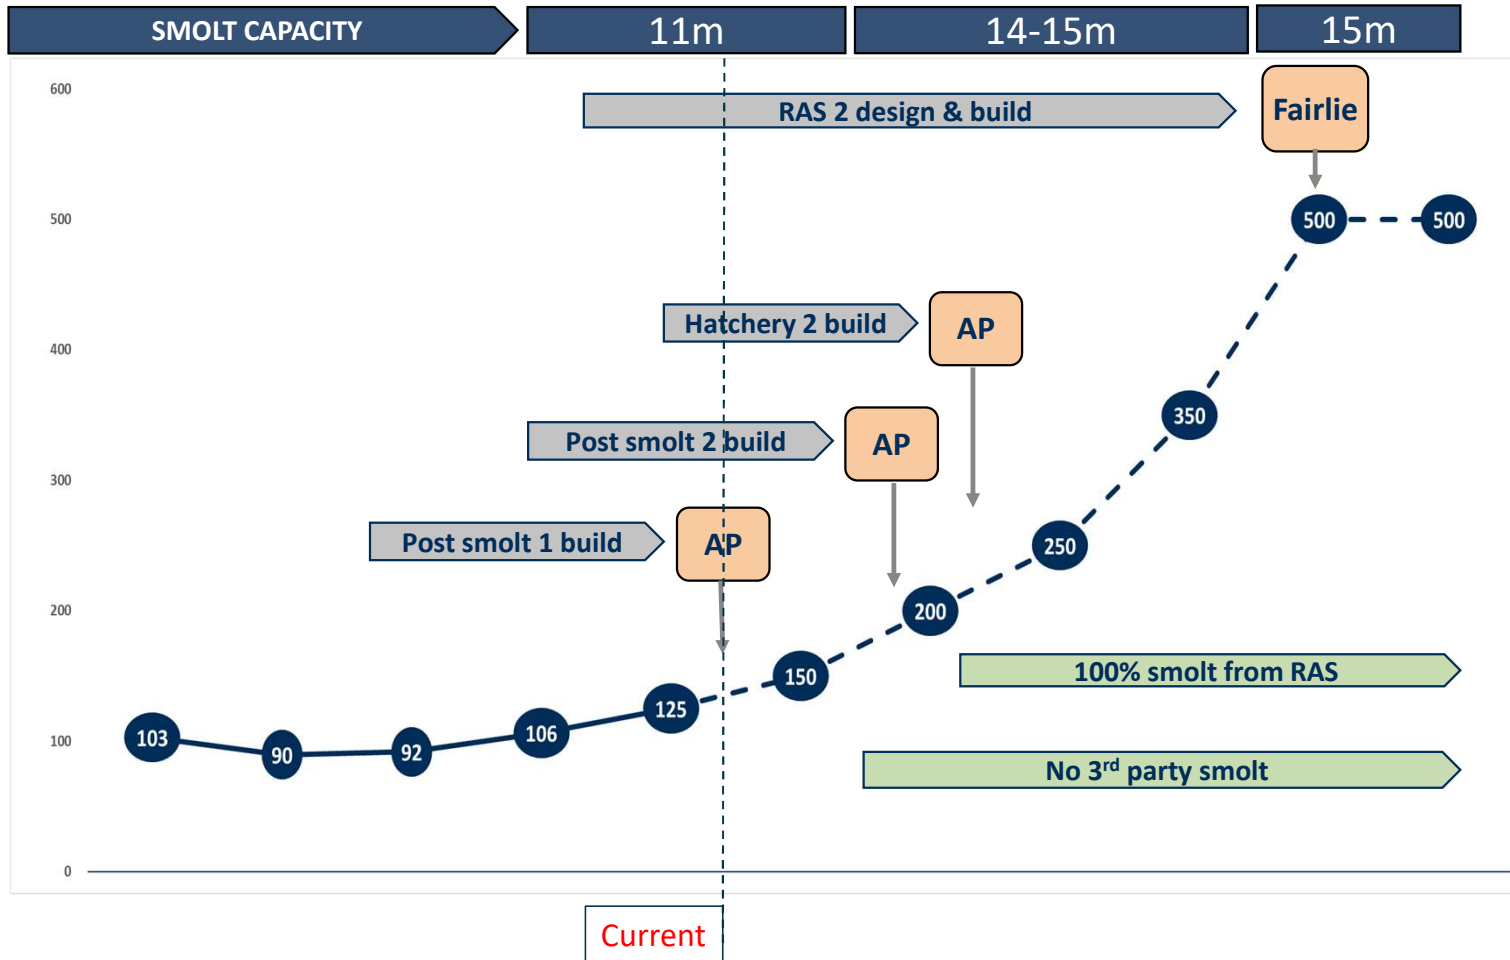 SMOLT CAPACITY
11m
14-15m
15m
600
RAS 2 design & build
Fairlie
500
500
500
Hatchery 2 build
AP
400
350
Post smolt 2 build
AP
300
Post smolt 1 build
AP
250
200
200
100% smolt from RAS
150
125
106
103
90
92
100
No 3rd party smolt
0
Current